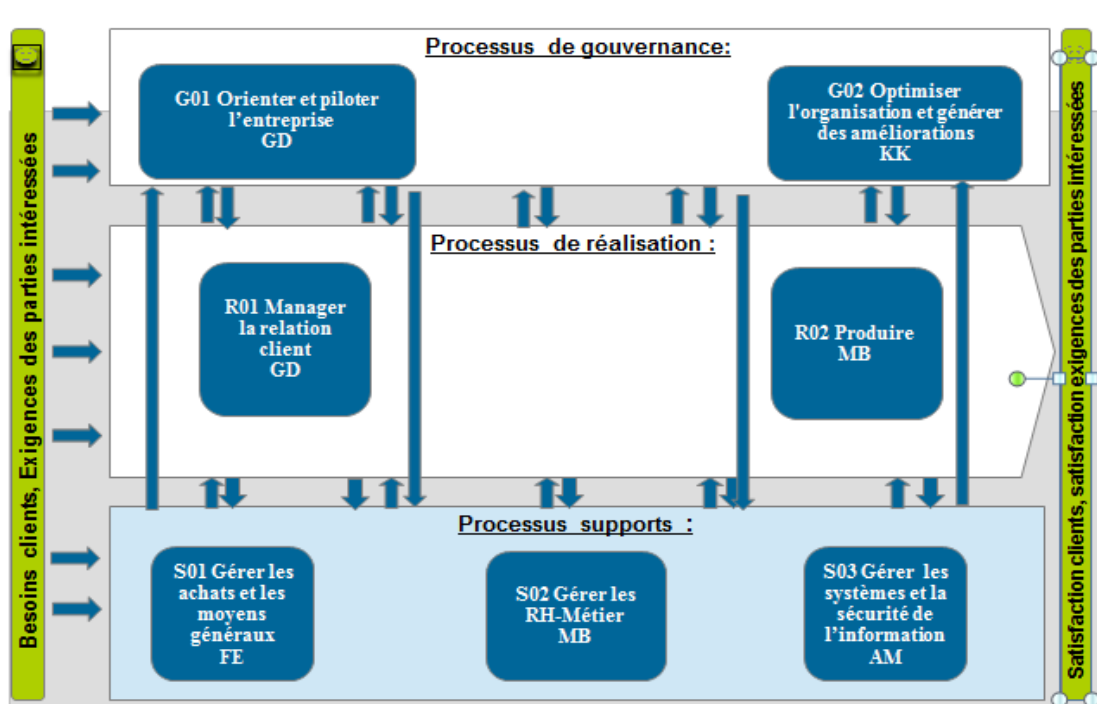 Besoins clients, Exigences des parties intéressées
Processus de gouvernance:
G01 Orienter et piloter
l’entreprise
GD
G02 Optimiser
l'organisation et générer
des améliorations
KK
Processus de réalisation :
R01 Manager
la relation
client
GD
R02 Produire
MB
Processus supports :
S01 Gérer les
achats et les
moyens
généraux
FE
S02 Gérer les
RH-Métier
MB
S03 Gérer les
systèmes et la
sécurité de
l’information
AM
Satisfaction clients, satisfaction exigences des parties intéressées